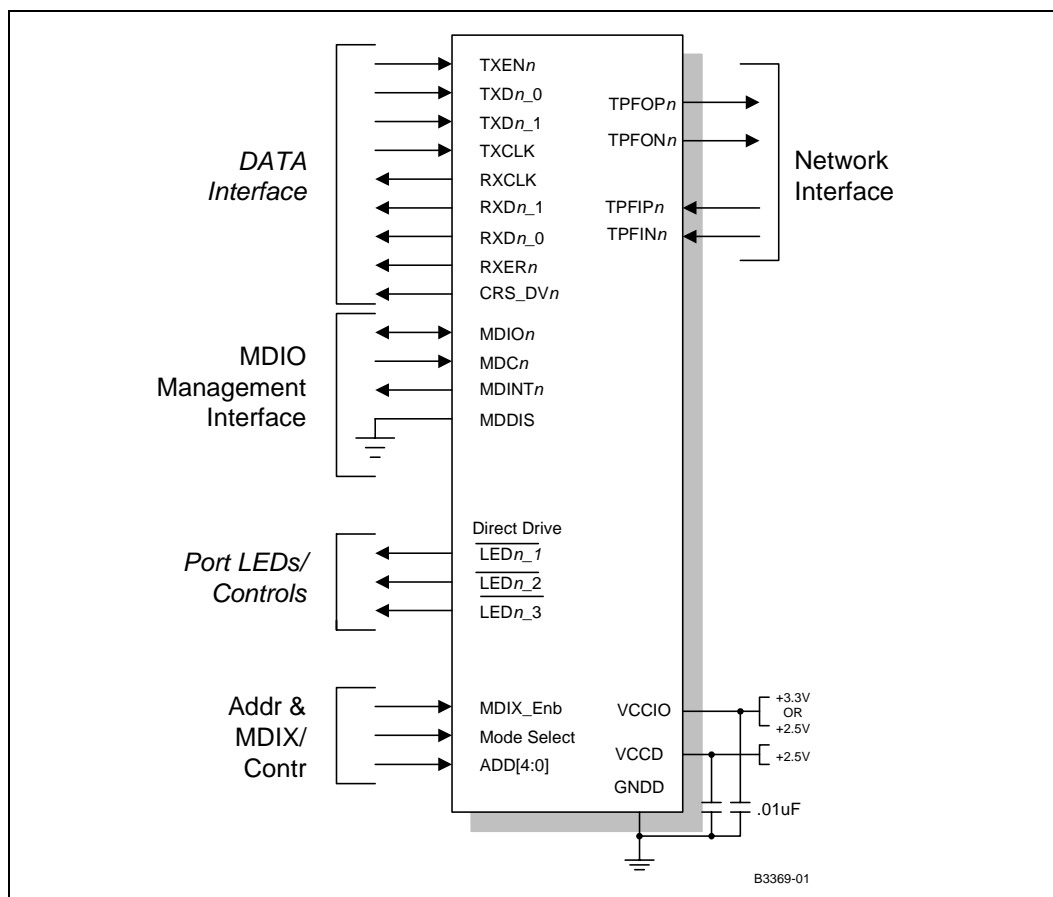 DATA
Interface
TXENn
TXDn_0
TXDn_1
TXCLK
RXCLK
RXDn_1
RXDn_0
RXERn
CRS_DVn
TPFOPn
TPFONn
TPFIPn
TPFINn
Network
Interface
MDIO
Management
Interface
MDIOn
MDCn
MDINTn
MDDIS
Port LEDs/
Controls
Direct Drive
LEDn_1
LEDn_2
LEDn_3
Addr &
MDIX/
Contr
MDIX_Enb
Mode Select
ADD[4:0]
VCCIO
VCCD
GNDD
+3.3V
OR
+2.5V
+2.5V
.01uF
B3369-01